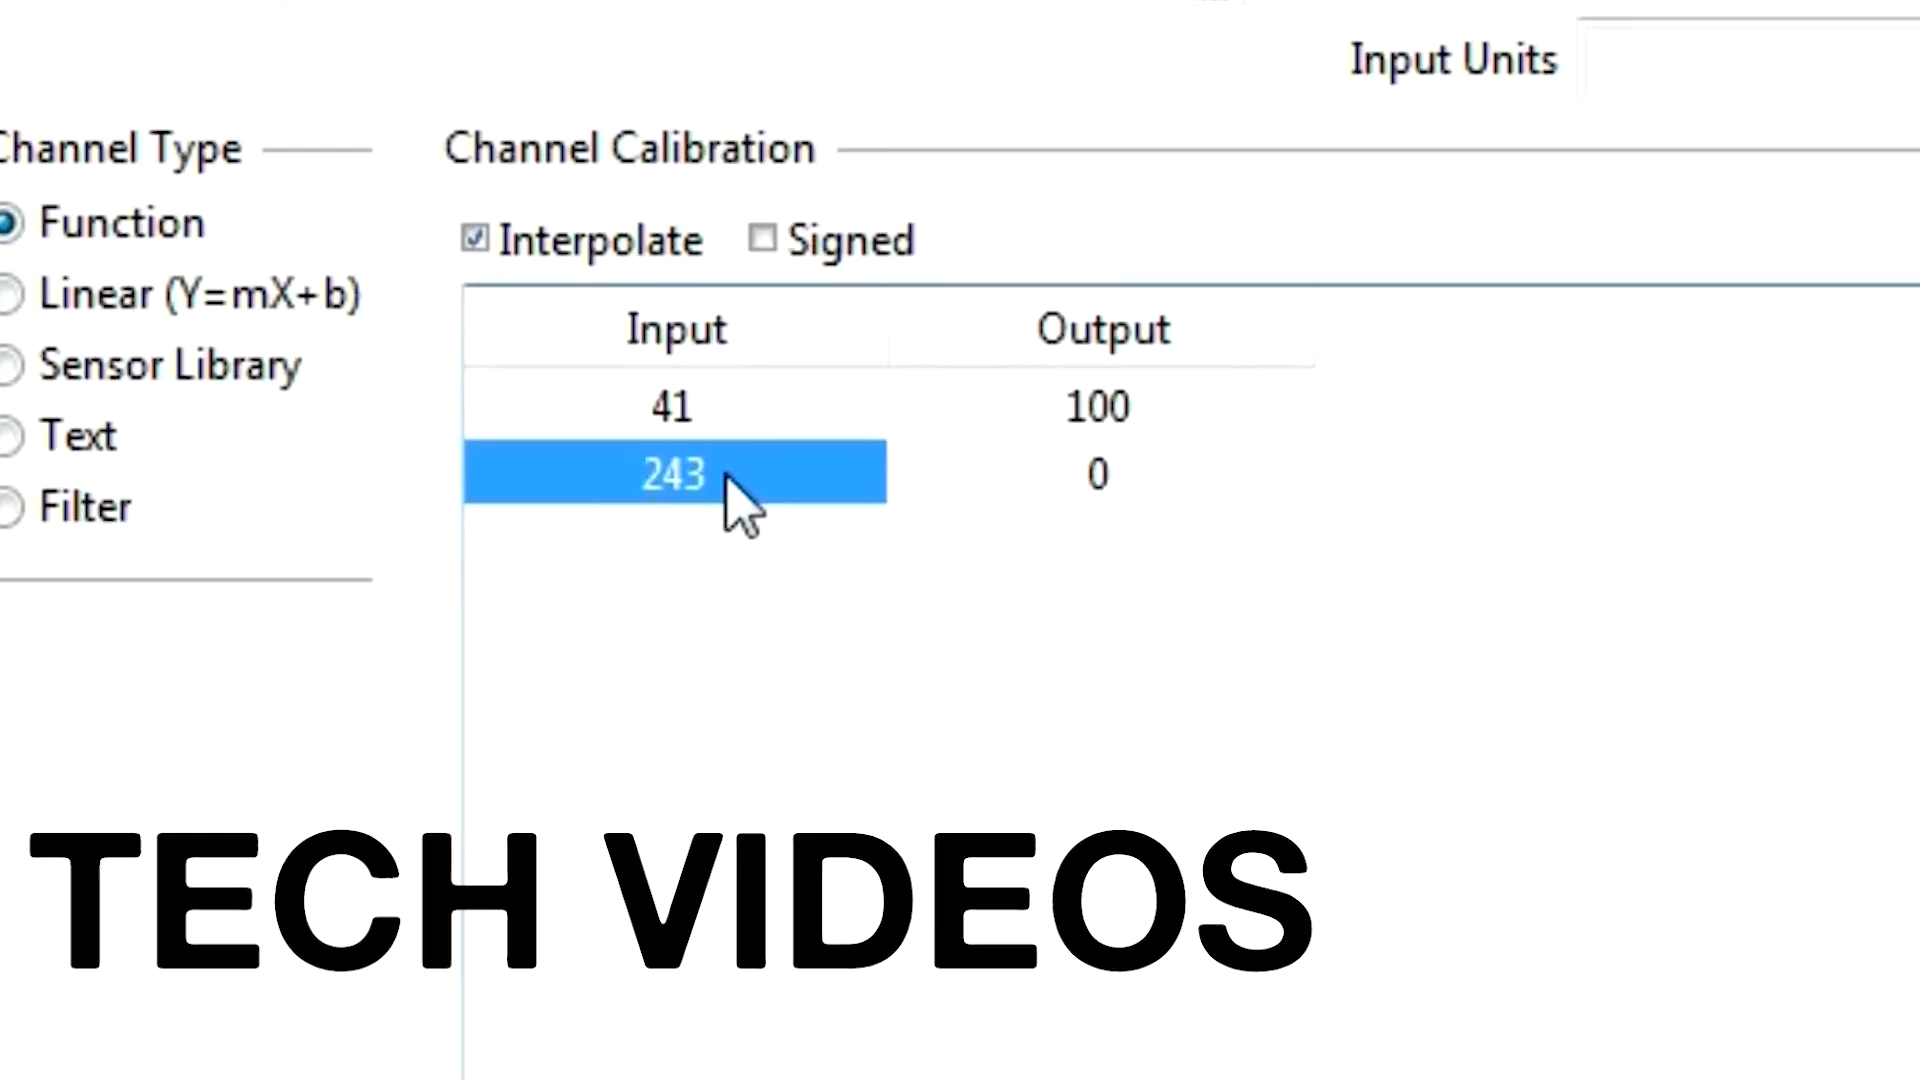 Input Units
Channel Type
Channel Calibration
Function
Interpolate
Signed
Linear (Y=mX+b)
Input
Output
Sensor Library
41
100
Text
243
0
Filter
TECH VIDEOS